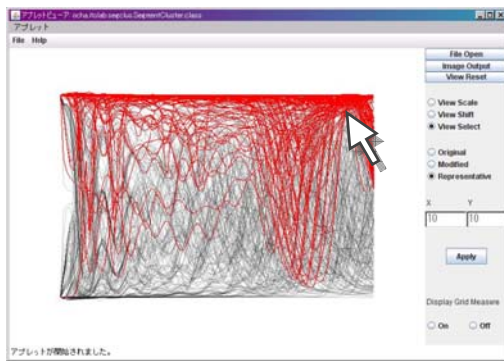 アプレットビューア: ocha.itolab.seqclus.SegmentCluster.class
アプレット
File Help
File Open
Image Output
View Reset
View Scale
View Shift
View Select
Original
Modified
Representative
X Y
10 10
Apply
Display Grid Measure
On Off
アプレットが開始されました。